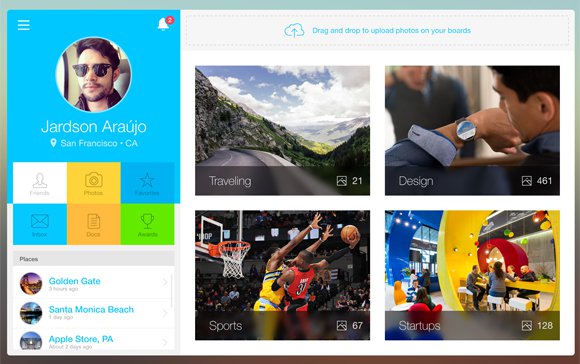 2
Drag and drop to upload photos on your boards
Jardson Araújo
San Francisco • CA
Friends
Photos
Favorites
Inbox
Docs
Awards
Places
Golden Gate
3 hours ago
Santa Monica Beach
1 day ago
Apple Store, PA
About 2 days ago
Traveling 21
Design 461
Sports 67
Startups 128